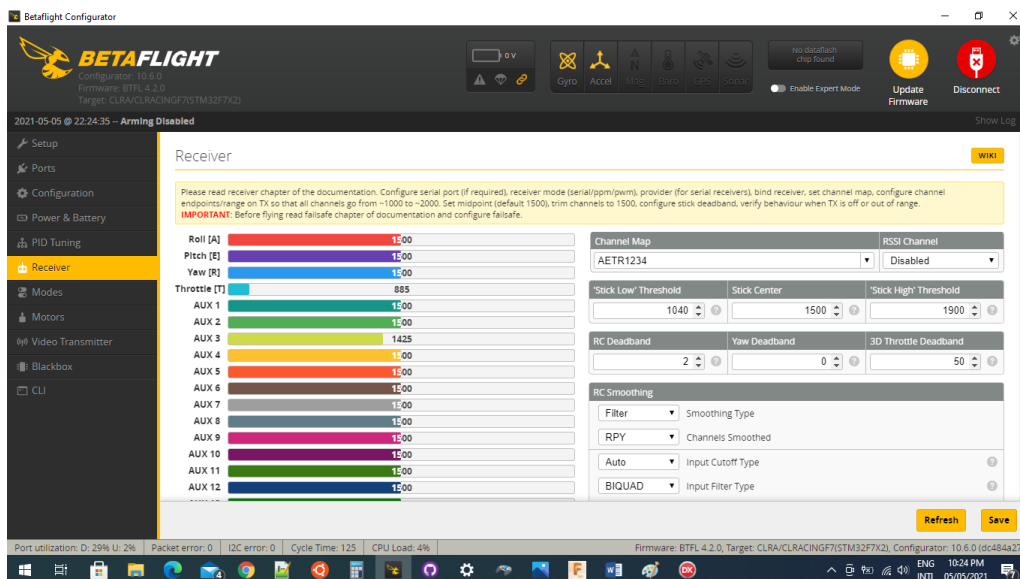 Betaflight Configurator
BETAFLIGHT
Configurator: 10.6.0
Firmware: BTFL 4.2.0
Target: CLRA/CLRACINGF7(STM32F7X2)
0 V
Gyro Accel Mag Baro GPS Sonar
No dataflash
chip found
Enable Expert Mode
Update
Firmware
Disconnect
2021-05-05 @ 22:24:35 -- Arming Disabled
Show Log
Setup
Ports
Configuration
Power & Battery
PID Tuning
Receiver
Modes
Motors
Video Transmitter
Blackbox
CLI
Receiver
WIKI
Please read receiver chapter of the documentation. Configure serial port (if required), receiver mode (serial/ppm/pwm), provider (for serial receivers), bind receiver, set channel map, configure channel
endpoints/range on TX so that all channels go from ~1000 to ~2000. Set midpoint (default 1500), trim channels to 1500, configure stick deadband, verify behaviour when TX is off or out of range.
IMPORTANT: Before flying read failsafe chapter of documentation and configure failsafe.
Roll [A] 1500
Pitch [E] 1500
Yaw [R] 1500
Throttle [T] 885
AUX 1 1500
AUX 2 1500
AUX 3 1425
AUX 4 1500
AUX 5 1500
AUX 6 1500
AUX 7 1500
AUX 8 1500
AUX 9 1500
AUX 10 1500
AUX 11 1500
AUX 12 1500
Channel Map RSSI Channel
AETR1234 Disabled
'Stick Low' Threshold Stick Center 'Stick High' Threshold
1040 1500 1900
RC Deadband Yaw Deadband 3D Throttle Deadband
2 0 50
RC Smoothing
Filter Smoothing Type
RPY Channels Smoothed
Auto Input Cutoff Type
BIQUAD Input Filter Type
Refresh Save
Port utilization: D: 29% U: 2% Packet error: 0 I2C error: 0 Cycle Time: 125 CPU Load: 4% Firmware: BTFL 4.2.0, Target: CLRA/CLRACINGF7(STM32F7X2), Configurator: 10.6.0 (dc484a27
4
W
DX
ENG
INTL
10:24 PM
05/05/2021
7